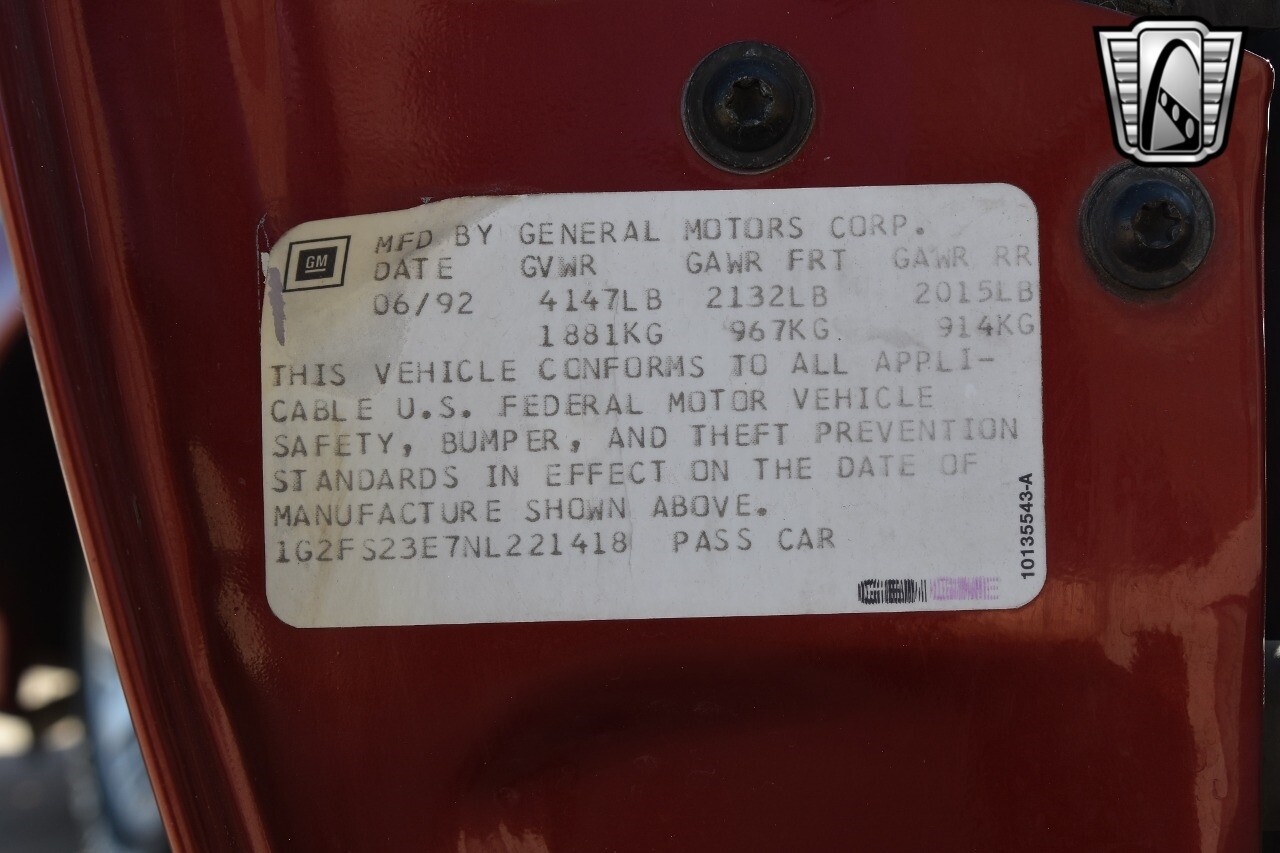 GM
MFD BY GENERAL MOTORS CORP.
DATE GVWR GAWR FRT GAWR RR
06/92 4147LB 2132LB 2015LB
1881KG 967KG 914KG
THIS VEHICLE CONFORMS TO ALL APPLI-
CABLE U.S. FEDERAL MOTOR VEHICLE
SAFETY, BUMPER, AND THEFT PREVENTION
STANDARDS IN EFFECT ON THE DATE OF
MANUFACTURE SHOWN ABOVE.
1G2FS23E7NL221418 PASS CAR
10135543-A